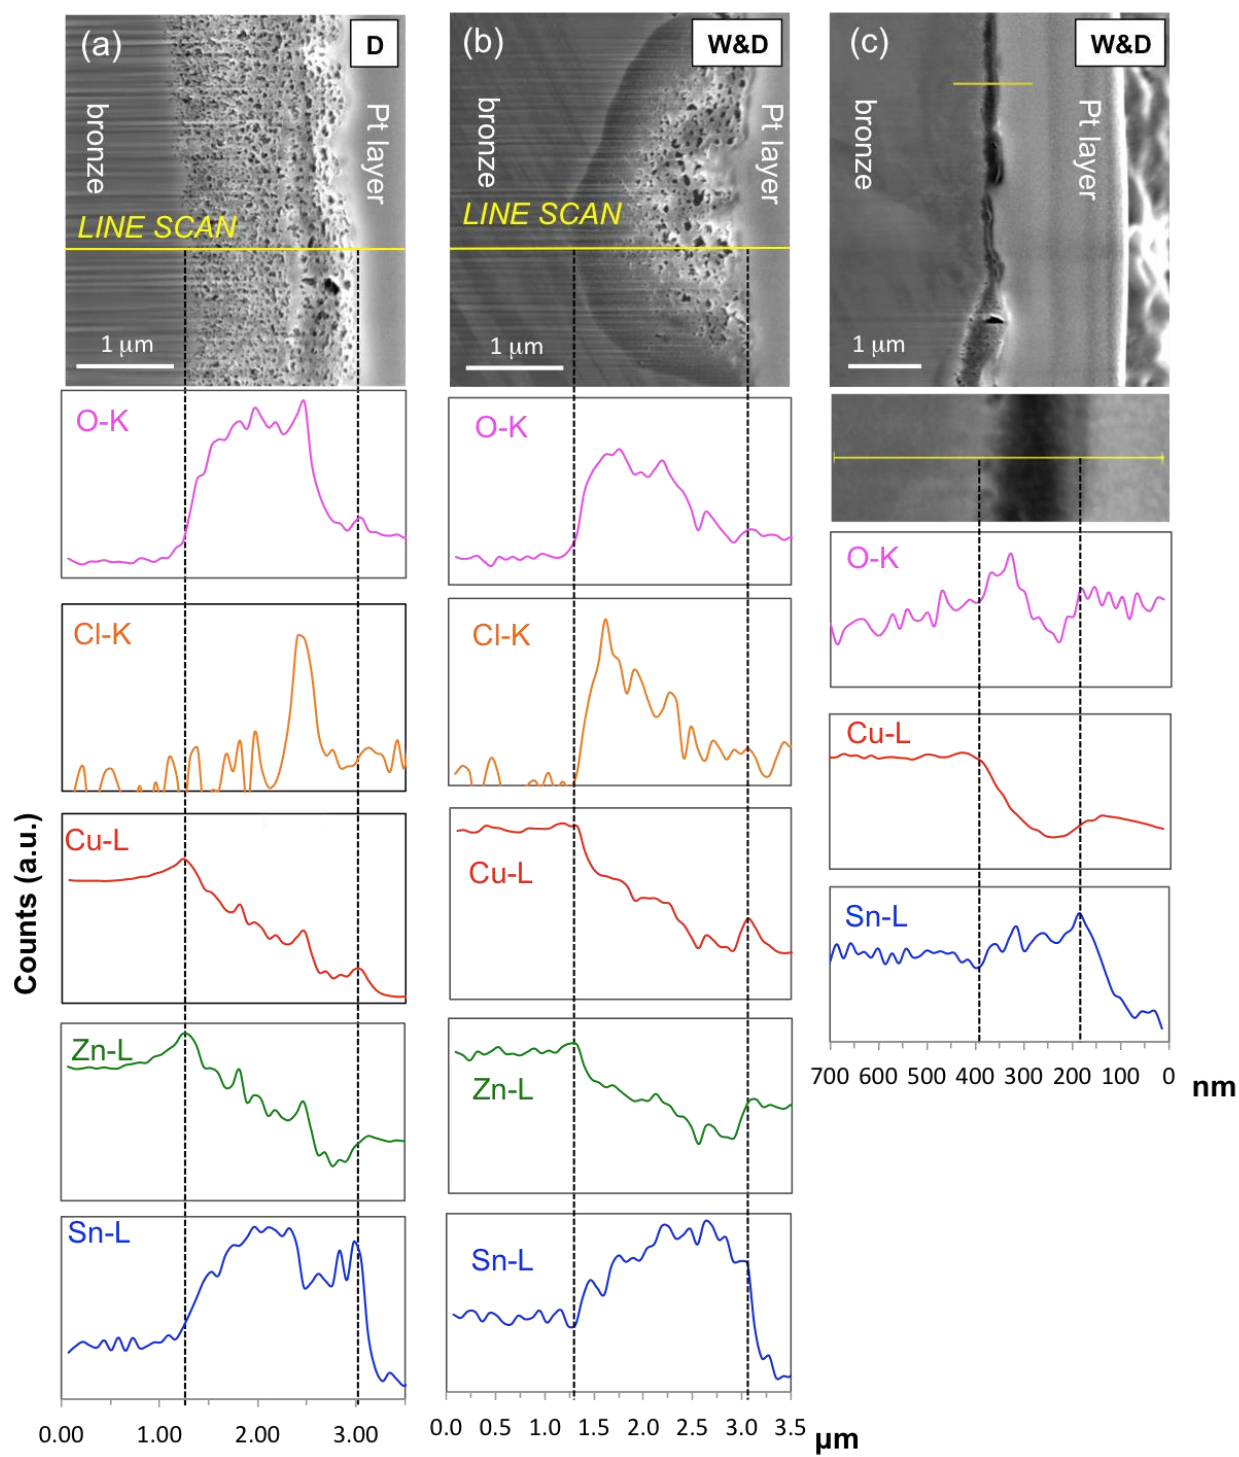 (a)
D
bronze
Pt layer
LINE SCAN
1 μm
(b)
W&D
bronze
Pt layer
LINE SCAN
1 μm
(c)
W&D
bronze
Pt layer
1 μm
O-K
O-K
O-K
Cl-K
Cl-K
Cu-L
Cu-L
Cu-L
Sn-L
Zn-L
Zn-L
Sn-L
Sn-L
Counts (a.u.)
700 600 500 400 300 200 100 0 nm
0.00 1.00 2.00 3.00
0.0 0.5 1.0 1.5 2.0 2.5 3.0 3.5 μm